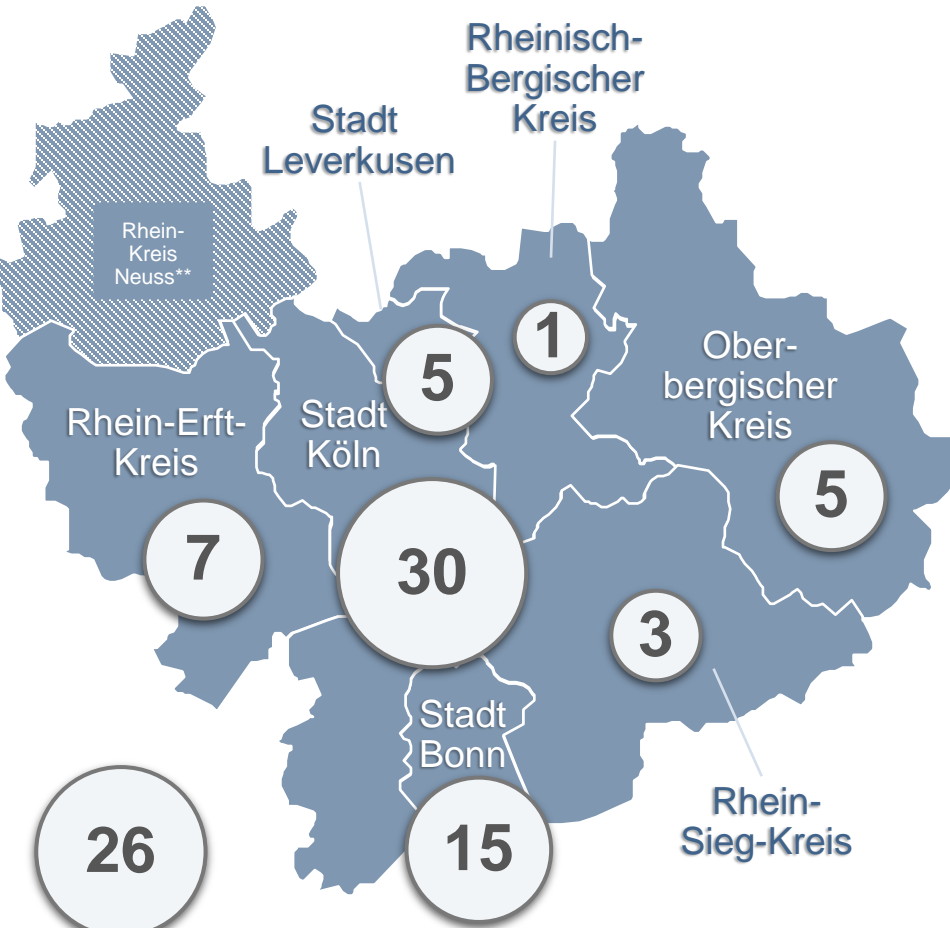 Rheinisch-
Bergischer
Kreis
Stadt
Leverkusen
Rhein-
Kreis
Neuss**
1
5
Ober-
bergischer
Kreis
Rhein-Erft-
Kreis
Stadt
Köln
5
7
30
3
Stadt
Bonn
Rhein-
Sieg-Kreis
26
15